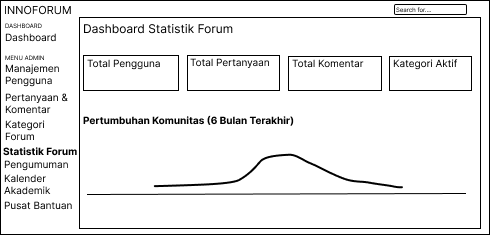 INNOFORUM
Search for....
DASHBOARD
Dashboard
MENU ADMIN
Manajemen
Pengguna
Pertanyaan &
Komentar
Kategori
Forum
Statistik Forum
Pengumuman
Kalender
Akademik
Pusat Bantuan
Dashboard Statistik Forum
Total Pengguna
Total Pertanyaan
Total Komentar
Kategori Aktif
Pertumbuhan Komunitas (6 Bulan Terakhir)